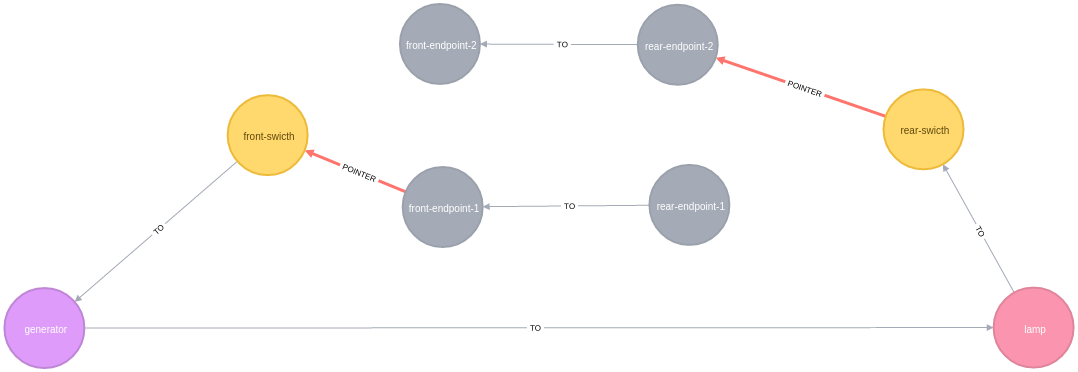 front-endpoint-2
TO
rear-endpoint-2
POINTER
front-swicth
rear-swicth
POINTER
front-endpoint-1
TO
rear-endpoint-1
TO
TO
generator
TO
lamp